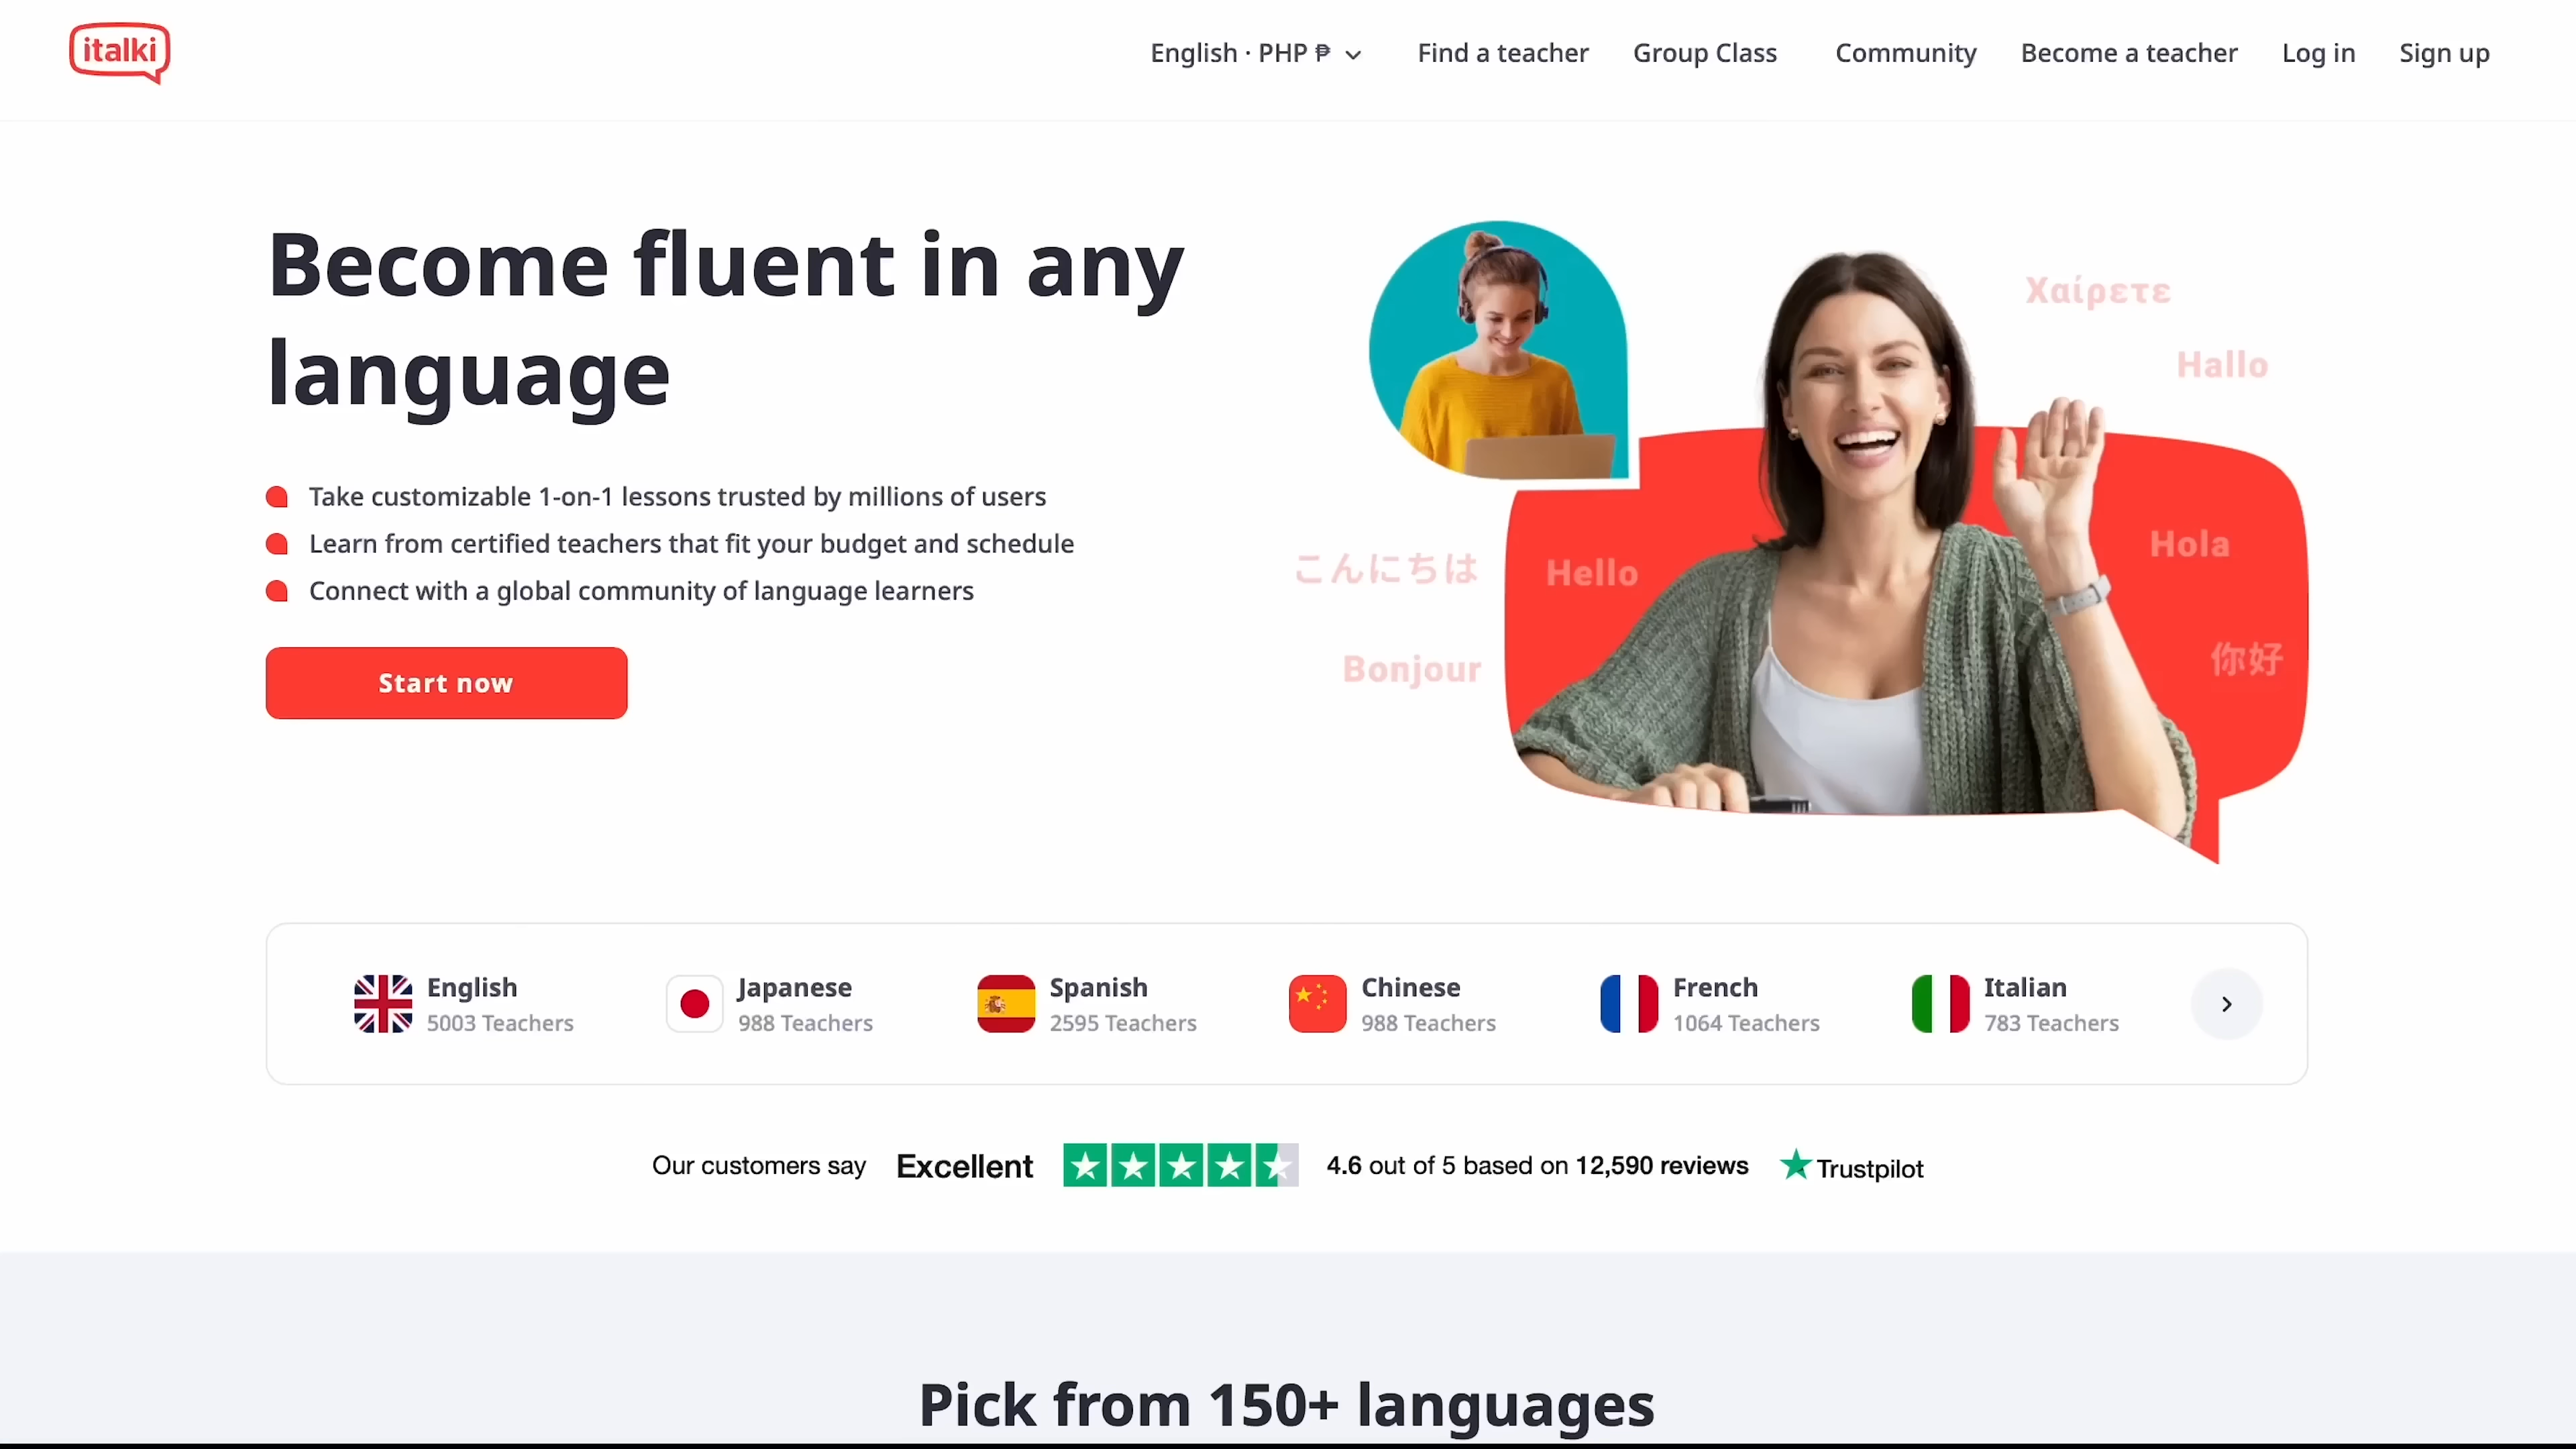 italki
English · PHP ₱
Find a teacher
Group Class
Community
Become a teacher
Log in
Sign up
Become fluent in any
language
Take customizable 1-on-1 lessons trusted by millions of users
Learn from certified teachers that fit your budget and schedule
Connect with a global community of language learners
Start now
Χαίρετε
Hallo
こんにちは
Hello
Hola
Bonjour
你好
English
5003 Teachers
Japanese
988 Teachers
Spanish
2595 Teachers
Chinese
988 Teachers
French
1064 Teachers
Italian
783 Teachers
Our customers say Excellent 4.6 out of 5 based on 12,590 reviews Trustpilot
Pick from 150+ languages